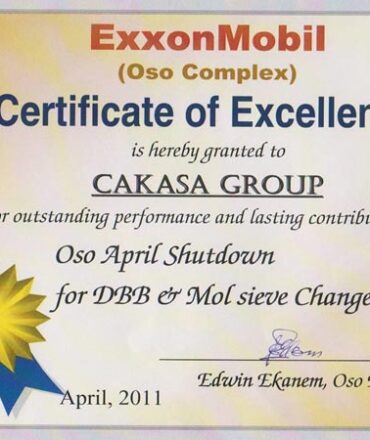 ExxonMobil
(Oso Complex)
Certificate of Excellen
is hereby granted to
CAKASA GROUP
or outstanding performance and lasting contribu
Oso April Shutdown
for DBB & Mol sieve Change
Edwin Ekanem, Oso
April, 2011